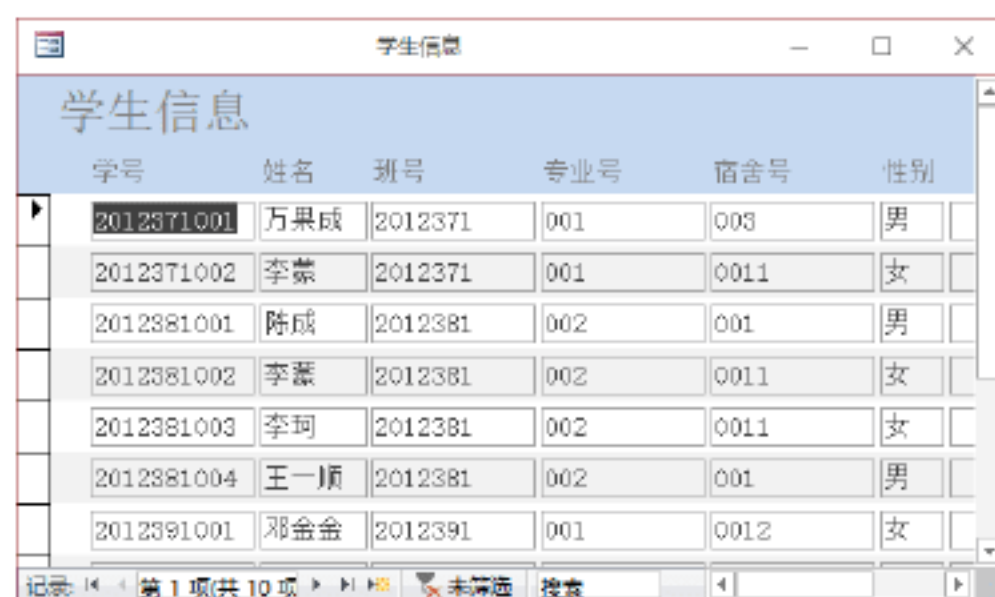 学生信息
学生信息
学号 姓名 班号 专业号 宿舍号 性别
2012371001 万果成 2012371 001 003 男
2012371002 李蒙 2012371 001 0011 女
2012381001 陈成 2012381 002 001 男
2012381002 李 2012381 002 0011 女
2012381003 李珂 2012381 002 0011 女
2012381004 王一顺 2012381 002 001 男
2012391001 邓金金 2012391 001 0012 女
记录: 第 1 项(共 10 项 未筛选 搜索